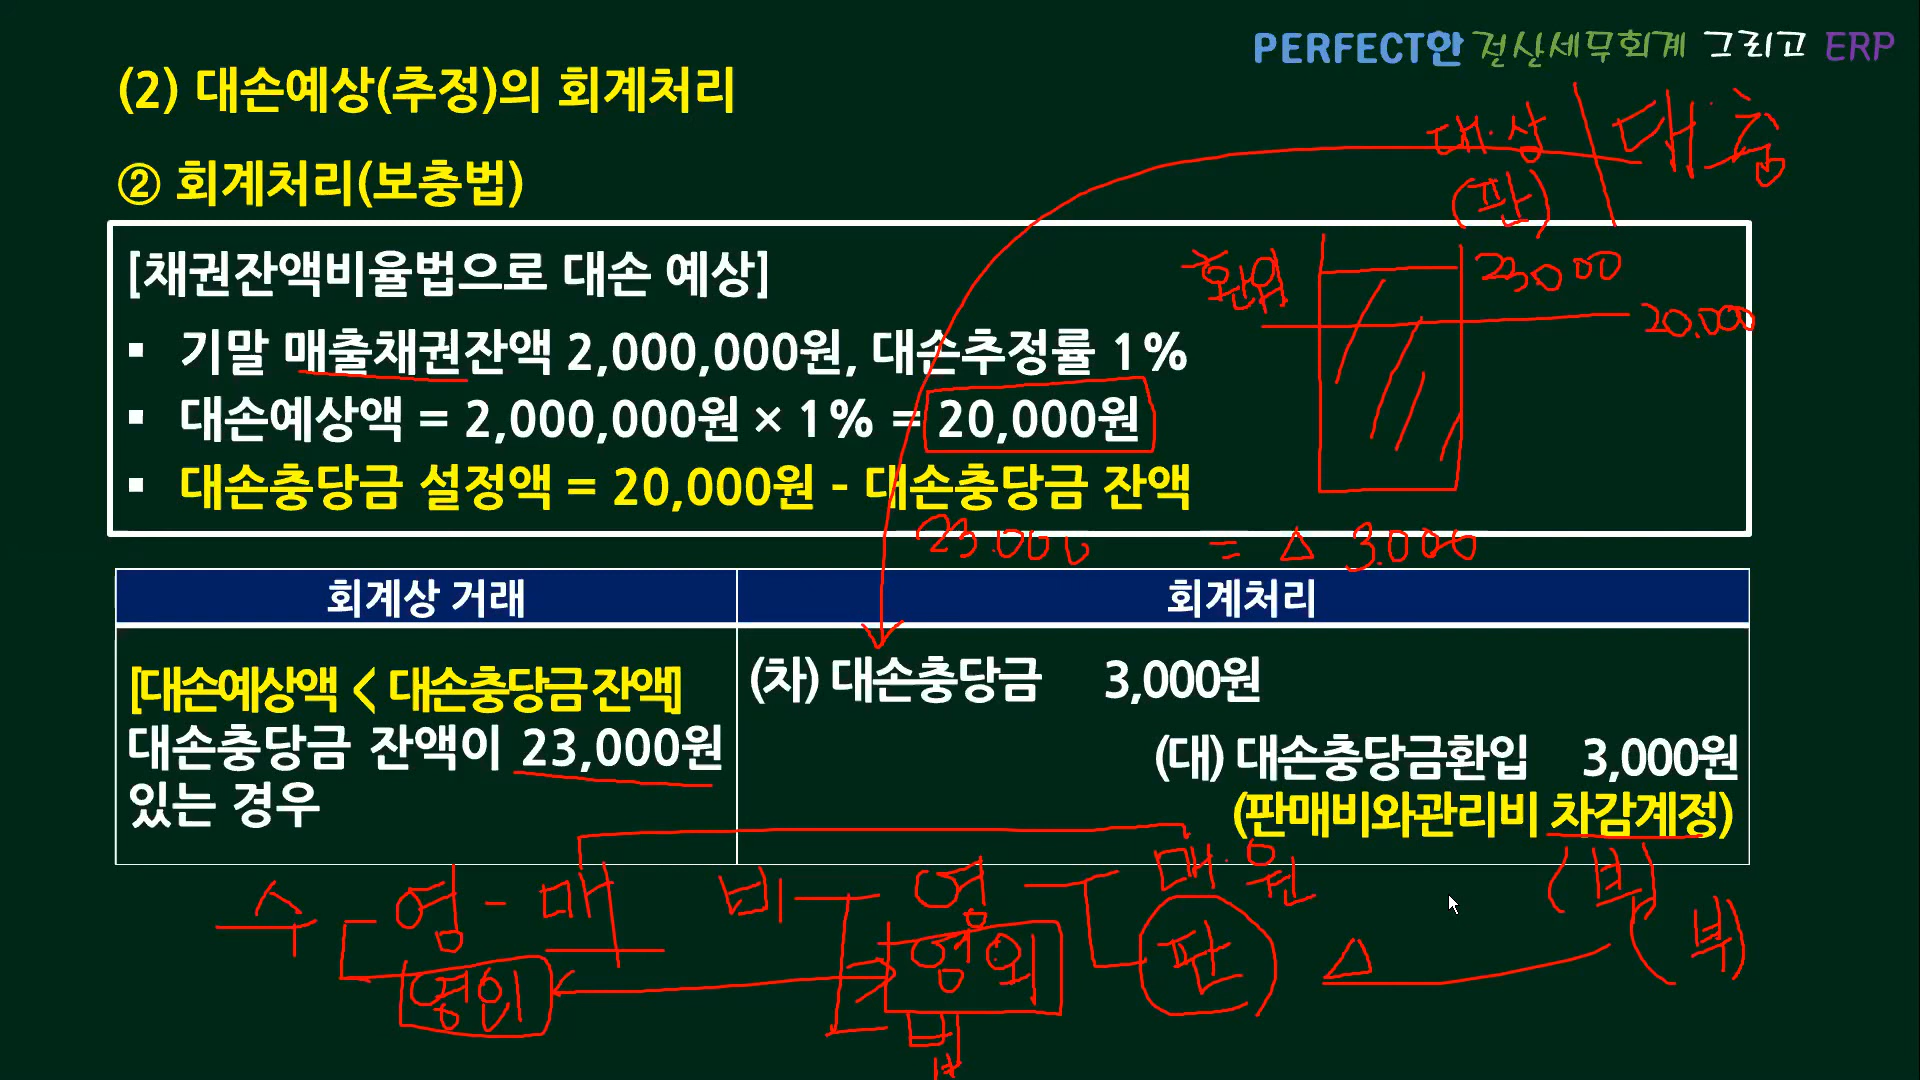 PERFECT한 전산세무회계 그리고 ERP
(2) 대손예상(추정)의 회계처리
② 회계처리(보충법)
대.상 대.충
(판)
[채권잔액비율법으로 대손 예상]
환입 23000
20.000
▪ 기말 매출채권잔액 2,000,000원, 대손추정률 1%
▪ 대손예상액 = 2,000,000원 × 1% = 20,000원
▪ 대손충당금 설정액 = 20,000원 - 대손충당금 잔액
23.000 = △ 3.000
회계상 거래 회계처리
[대손예상액 < 대손충당금 잔액]
대손충당금 잔액이 23,000원
있는 경우
(차) 대손충당금 3,000원
(대) 대손충당금환입 3,000원
(판매비와관리비 차감계정)
수 영 - 매 비 영 매.원 (부)
영외 판 △ (부)